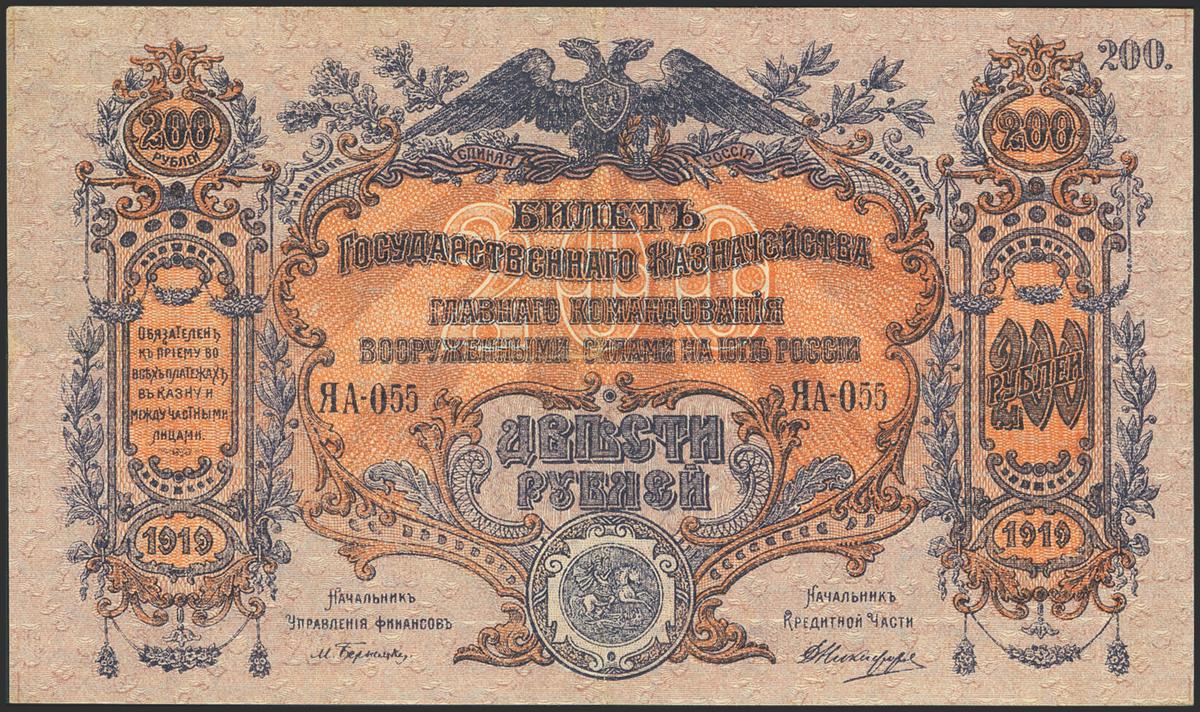 200.
200
РУБЛЕЙ
ЕДИНАЯ РОССІЯ
200
200
БИЛЕТЪ
ГОСУДАРСТВЕННАГО КАЗНАЧЕЙСТВА
ГЛАВНАГО КОМАНДОВАНІЯ
ВООРУЖЕННЫМИ СИЛАМИ НА ЮГѢ РОССІИ
ЯА-055 ЯА-055
ДВѢСТИ
РУБЛЕЙ
ОБЯЗАТЕЛЕНЪ
КЪ ПРІЕМУ ВО
ВСѢХЪ ПЛАТЕЖАХЪ
ВЪ КАЗНУ И
МЕЖДУ ЧАСТНЫМИ
ЛИЦАМИ.
200
РУБЛЕЙ
1919
1919
НАЧАЛЬНИКЪ
УПРАВЛЕНІЯ ФИНАНСОВЪ
НАЧАЛЬНИКЪ
КРЕДИТНОЙ ЧАСТИ